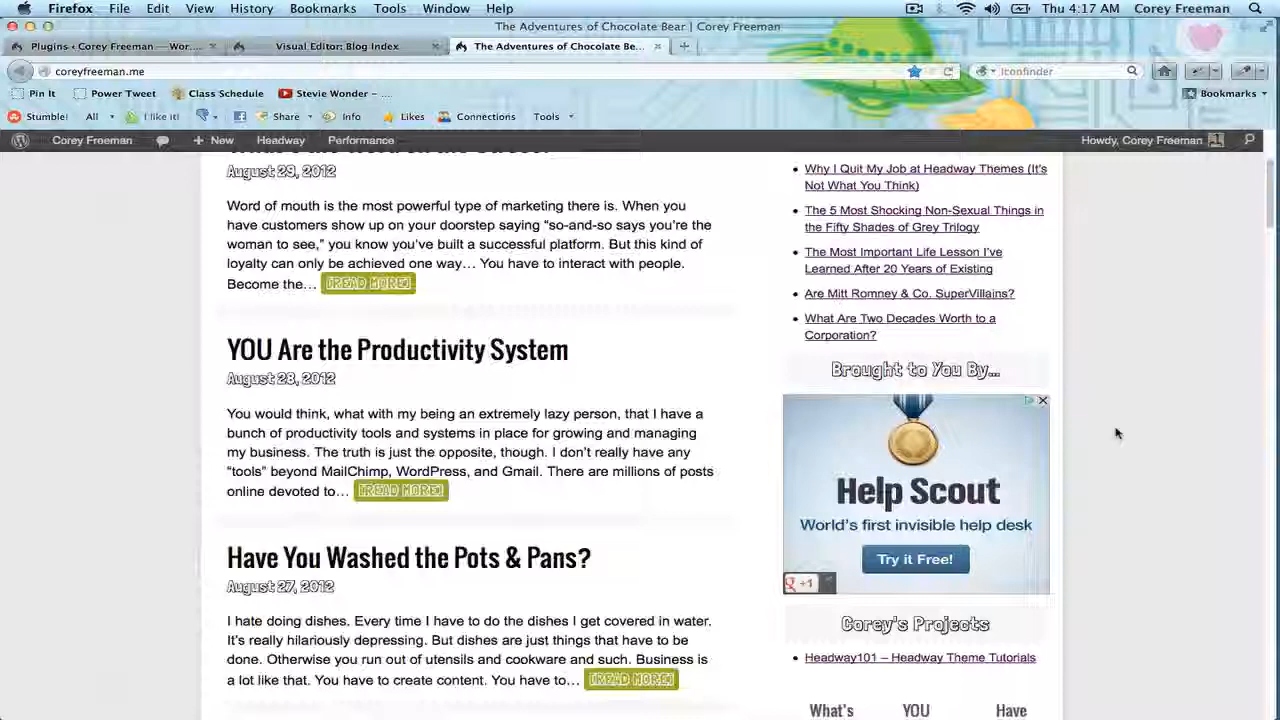 Firefox File Edit View History Bookmarks Tools Window Help Thu 4:17 AM Corey Freeman
The Adventures of Chocolate Bear | Corey Freeman
Plugins ‹ Corey Freeman — Wor... Visual Editor: Blog Index The Adventures of Chocolate Be...
coreyfreeman.me Iconfinder
Pin It Power Tweet Class Schedule Stevie Wonder – ... Bookmarks
Stumble! All I like it! Share Info Likes Connections Tools
Corey Freeman + New Headway Performance Howdy, Corey Freeman
August 29, 2012
Word of mouth is the most powerful type of marketing there is. When you
have customers show up on your doorstep saying “so-and-so says you’re the
woman to see,” you know you’ve built a successful platform. But this kind of
loyalty can only be achieved one way… You have to interact with people.
Become the… [READ MORE]
YOU Are the Productivity System
August 28, 2012
You would think, what with my being an extremely lazy person, that I have a
bunch of productivity tools and systems in place for growing and managing
my business. The truth is just the opposite, though. I don’t really have any
“tools” beyond MailChimp, WordPress, and Gmail. There are millions of posts
online devoted to… [READ MORE]
Have You Washed the Pots & Pans?
August 27, 2012
I hate doing dishes. Every time I have to do the dishes I get covered in water.
It’s really hilariously depressing. But dishes are just things that have to be
done. Otherwise you run out of utensils and cookware and such. Business is
a lot like that. You have to create content. You have to… [READ MORE]
Why I Quit My Job at Headway Themes (It’s
Not What You Think)
The 5 Most Shocking Non-Sexual Things in
the Fifty Shades of Grey Trilogy
The Most Important Life Lesson I’ve
Learned After 20 Years of Existing
Are Mitt Romney & Co. SuperVillains?
What Are Two Decades Worth to a
Corporation?
Brought to You By...
Help Scout
World’s first invisible help desk
Try it Free!
+1
Corey's Projects
Headway101 – Headway Theme Tutorials
What’s YOU Have